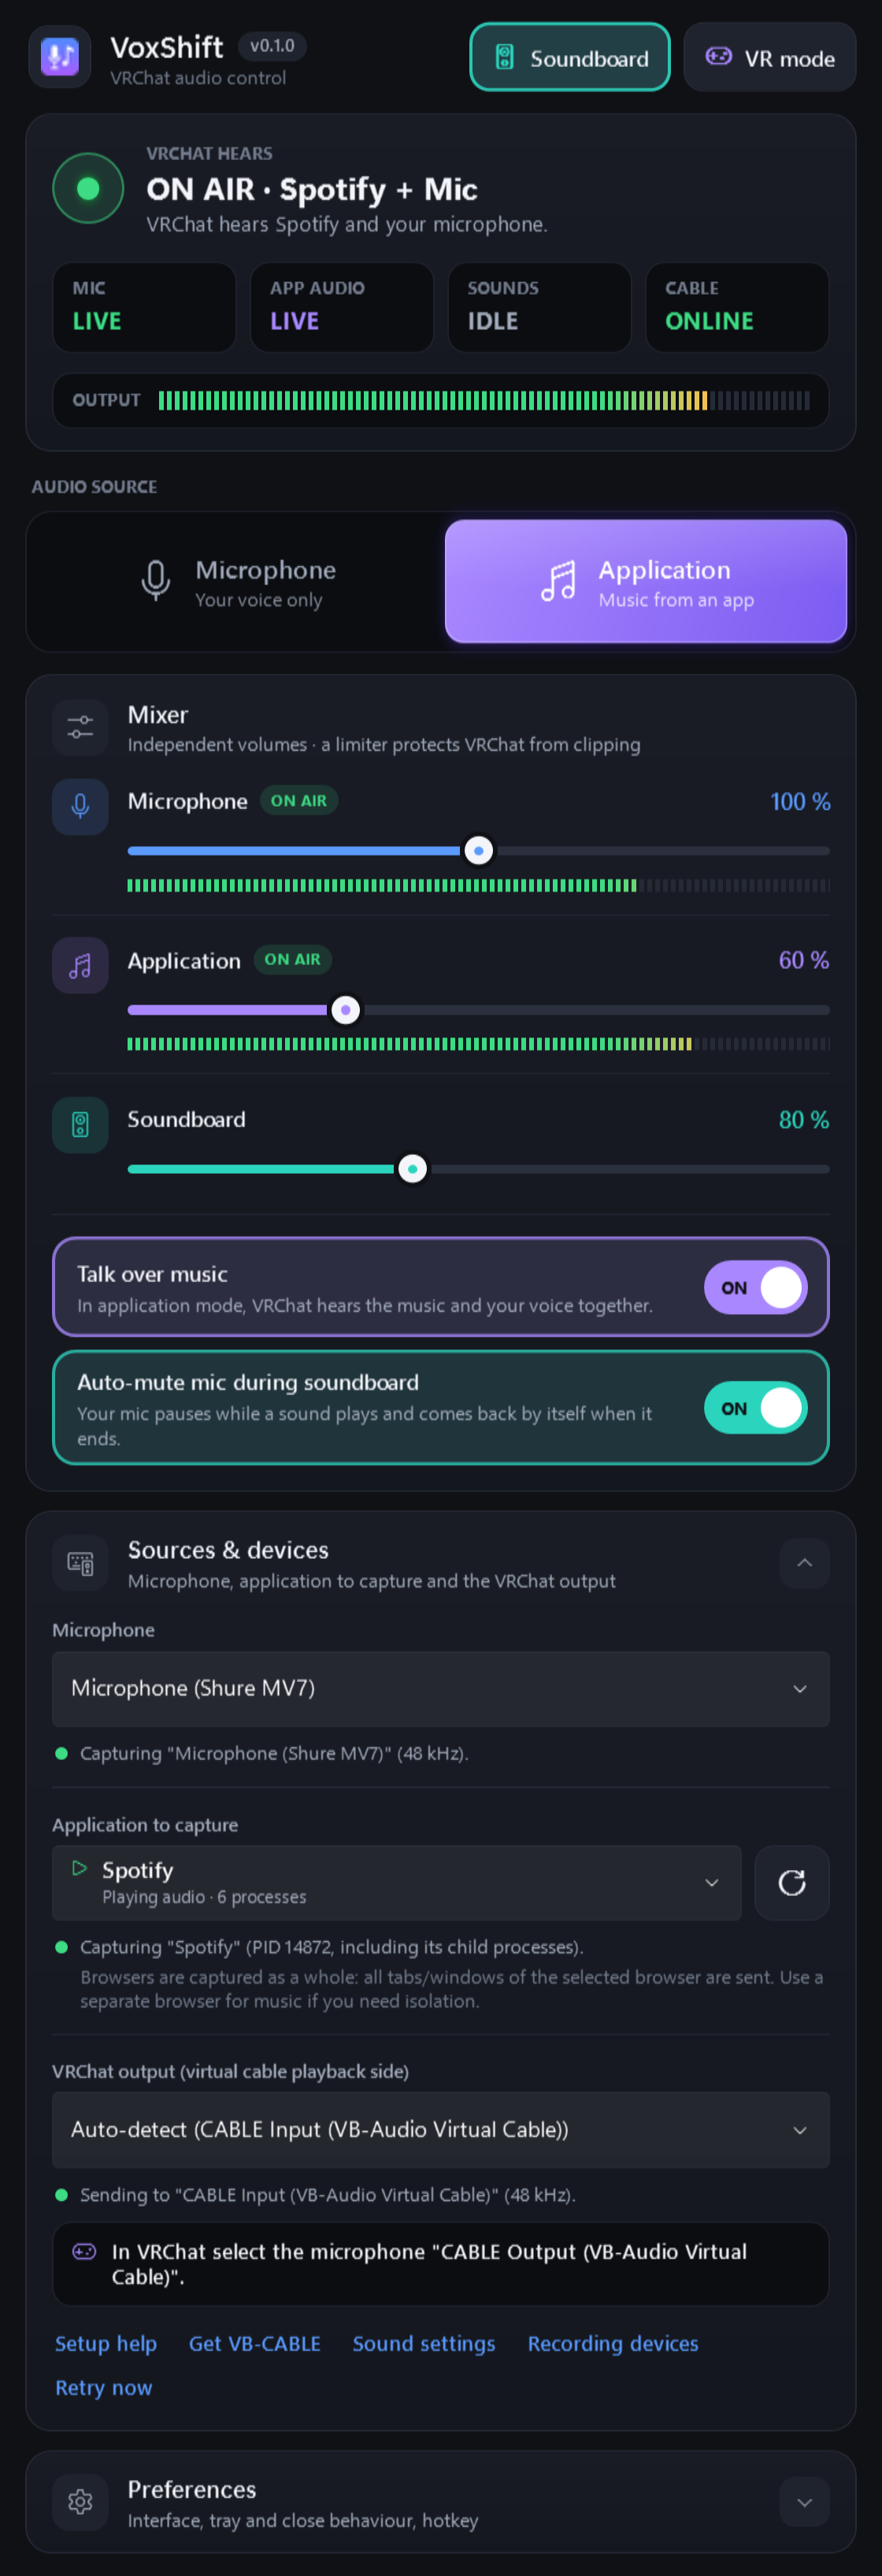 VoxShift v0.1.0
VRChat audio control
Soundboard
VR mode
VRCHAT HEARS
ON AIR · Spotify + Mic
VRChat hears Spotify and your microphone.
MIC
LIVE
APP AUDIO
LIVE
SOUNDS
IDLE
CABLE
ONLINE
OUTPUT
AUDIO SOURCE
Microphone
Your voice only
Application
Music from an app
Mixer
Independent volumes · a limiter protects VRChat from clipping
Microphone ON AIR 100 %
Application ON AIR 60 %
Soundboard 80 %
Talk over music
In application mode, VRChat hears the music and your voice together.
ON
Auto-mute mic during soundboard
Your mic pauses while a sound plays and comes back by itself when it
ends.
ON
Sources & devices
Microphone, application to capture and the VRChat output
Microphone
Microphone (Shure MV7)
Capturing "Microphone (Shure MV7)" (48 kHz).
Application to capture
Spotify
Playing audio · 6 processes
Capturing "Spotify" (PID 14872, including its child processes).
Browsers are captured as a whole: all tabs/windows of the selected browser are sent. Use a
separate browser for music if you need isolation.
VRChat output (virtual cable playback side)
Auto-detect (CABLE Input (VB-Audio Virtual Cable))
Sending to "CABLE Input (VB-Audio Virtual Cable)" (48 kHz).
In VRChat select the microphone "CABLE Output (VB-Audio Virtual
Cable)".
Setup help Get VB-CABLE Sound settings Recording devices
Retry now
Preferences
Interface, tray and close behaviour, hotkey